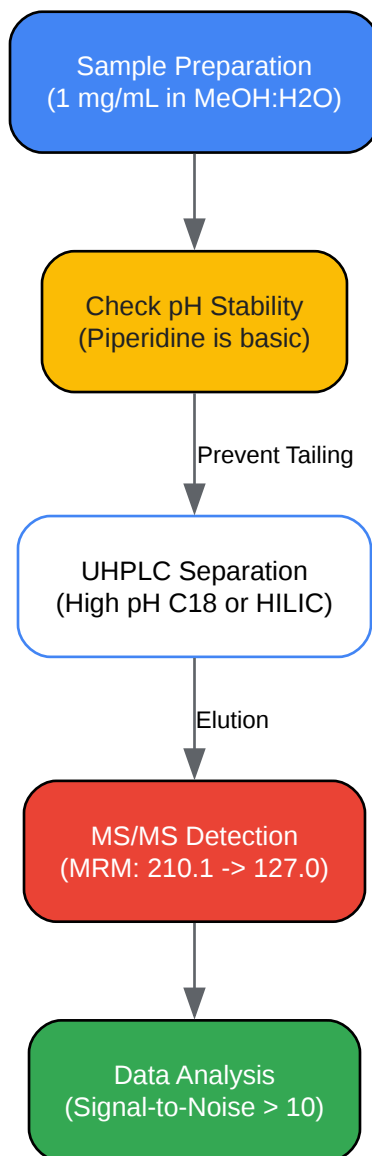 Sample Preparation
(1 mg/mL in MeOH:H2O)
Check pH Stability
(Piperidine is basic)
Prevent Tailing
UHPLC Separation
(High pH C18 or HILIC)
Elution
MS/MS Detection
(MRM: 210.1 -> 127.0)
Data Analysis
(Signal-to-Noise > 10)